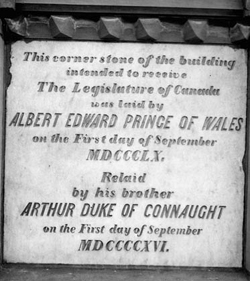 This corner stone of the building
intended to receive
The Legislature of Canada
was laid by
ALBERT EDWARD PRINCE OF WALES
on the First day of September
MDCCCLX.
Relaid
by his brother
ARTHUR DUKE OF CONNAUGHT
on the First day of September
MDCCCCXVI.